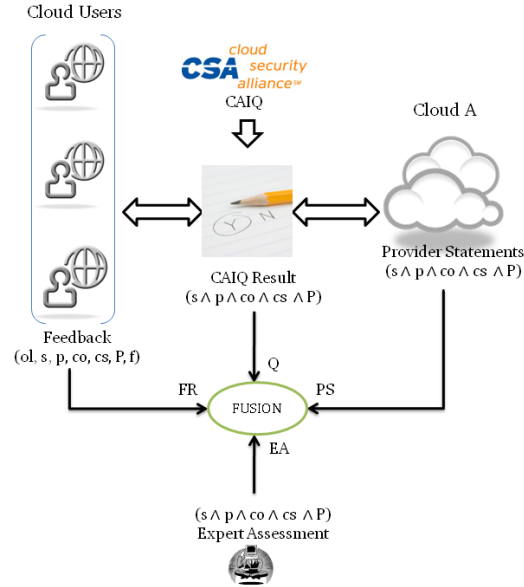 Cloud Users
cloud
security
alliance℠
CSA
CAIQ
Cloud A
Y N
CAIQ Result
(s ∧ p ∧ co ∧ cs ∧ P)
Provider Statements
(s ∧ p ∧ co ∧ cs ∧ P)
Feedback
(ol, s, p, co, cs, P, f)
Q
FR
PS
FUSION
EA
(s ∧ p ∧ co ∧ cs ∧ P)
Expert Assessment